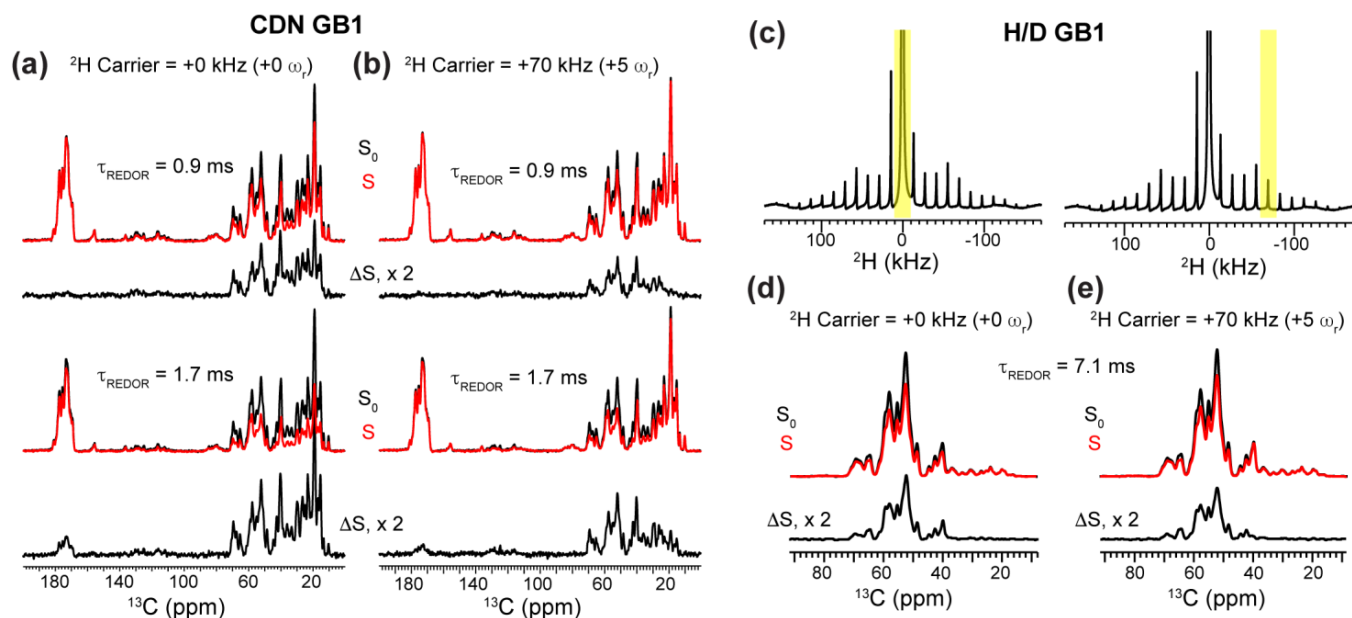 CDN GB1
(a)
²H Carrier = +0 kHz (+0 ωᵣ)
τREDOR = 0.9 ms
τREDOR = 1.7 ms
180 140 100 60 20
¹³C (ppm)
(b)
²H Carrier = +70 kHz (+5 ωᵣ)
S₀
S
τREDOR = 0.9 ms
ΔS, x 2
S₀
S
τREDOR = 1.7 ms
ΔS, x 2
180 140 100 60 20
¹³C (ppm)
(c)
H/D GB1
100 0 -100
²H (kHz)
100 0 -100
²H (kHz)
(d)
²H Carrier = +0 kHz (+0 ωᵣ)
(e)
²H Carrier = +70 kHz (+5 ωᵣ)
τREDOR = 7.1 ms
S₀
S
ΔS, x 2
80 60 40
¹³C (ppm)
S₀
S
ΔS, x 2
80 60 40
¹³C (ppm)